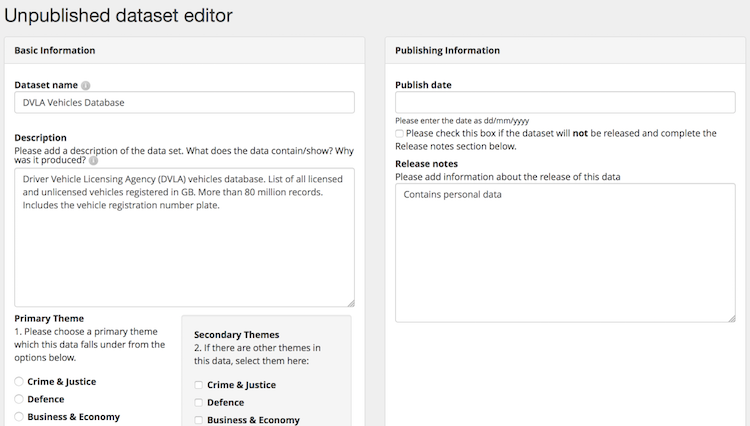 Unpublished dataset editor
Basic Information
Dataset name
DVLA Vehicles Database
Description
Please add a description of the data set. What does the data contain/show? Why
was it produced?
Driver Vehicle Licensing Agency (DVLA) vehicles database. List of all licensed
and unlicensed vehicles registered in GB. More than 80 million records.
Includes the vehicle registration number plate.
Primary Theme
1. Please choose a primary theme
which this data falls under from the
options below.
Crime & Justice
Defence
Business & Economy
Secondary Themes
2. If there are other themes in
this data, select them here:
Crime & Justice
Defence
Business & Economy
Publishing Information
Publish date
Please enter the date as dd/mm/yyyy
Please check this box if the dataset will not be released and complete the
Release notes section below.
Release notes
Please add information about the release of this data
Contains personal data